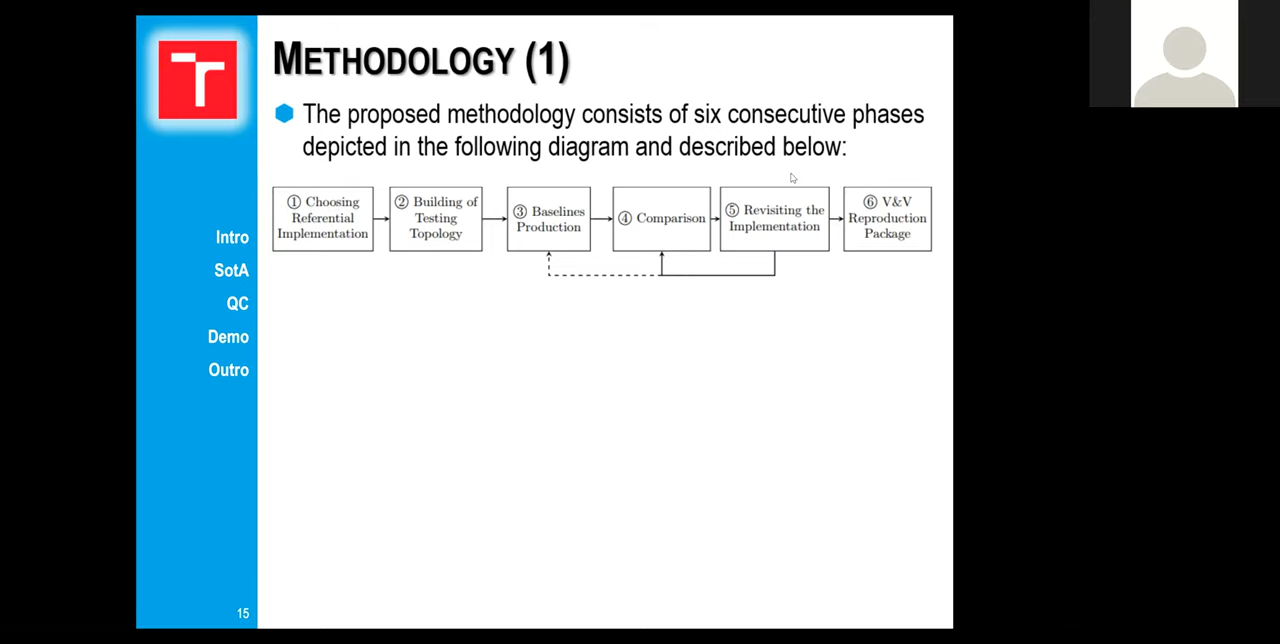 METHODOLOGY (1)
The proposed methodology consists of six consecutive phases
depicted in the following diagram and described below:
① Choosing
Referential
Implementation
② Building of
Testing
Topology
③ Baselines
Production
④ Comparison
⑤ Revisiting the
Implementation
⑥ V&V
Reproduction
Package
Intro
SotA
QC
Demo
Outro
15